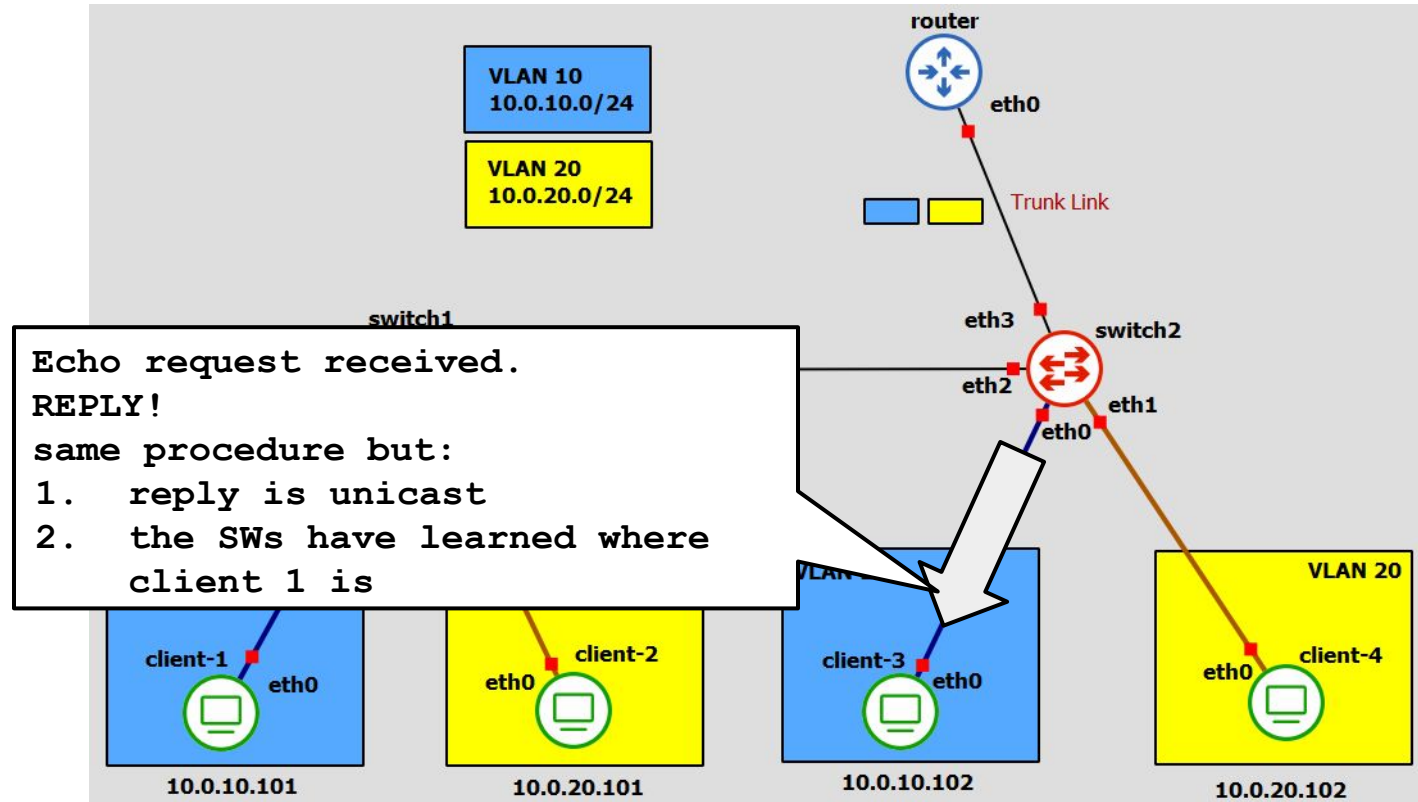 router
VLAN 10
10.0.10.0/24
eth0
VLAN 20
10.0.20.0/24
Trunk Link
switch1
eth3
switch2
Echo request received.
REPLY!
same procedure but:
1. reply is unicast
2. the SWs have learned where
client 1 is
eth2
eth1
eth0
VLAN
VLAN 20
client-1
eth0
client-2
eth0
client-3
eth0
client-4
eth0
10.0.10.101
10.0.20.101
10.0.10.102
10.0.20.102